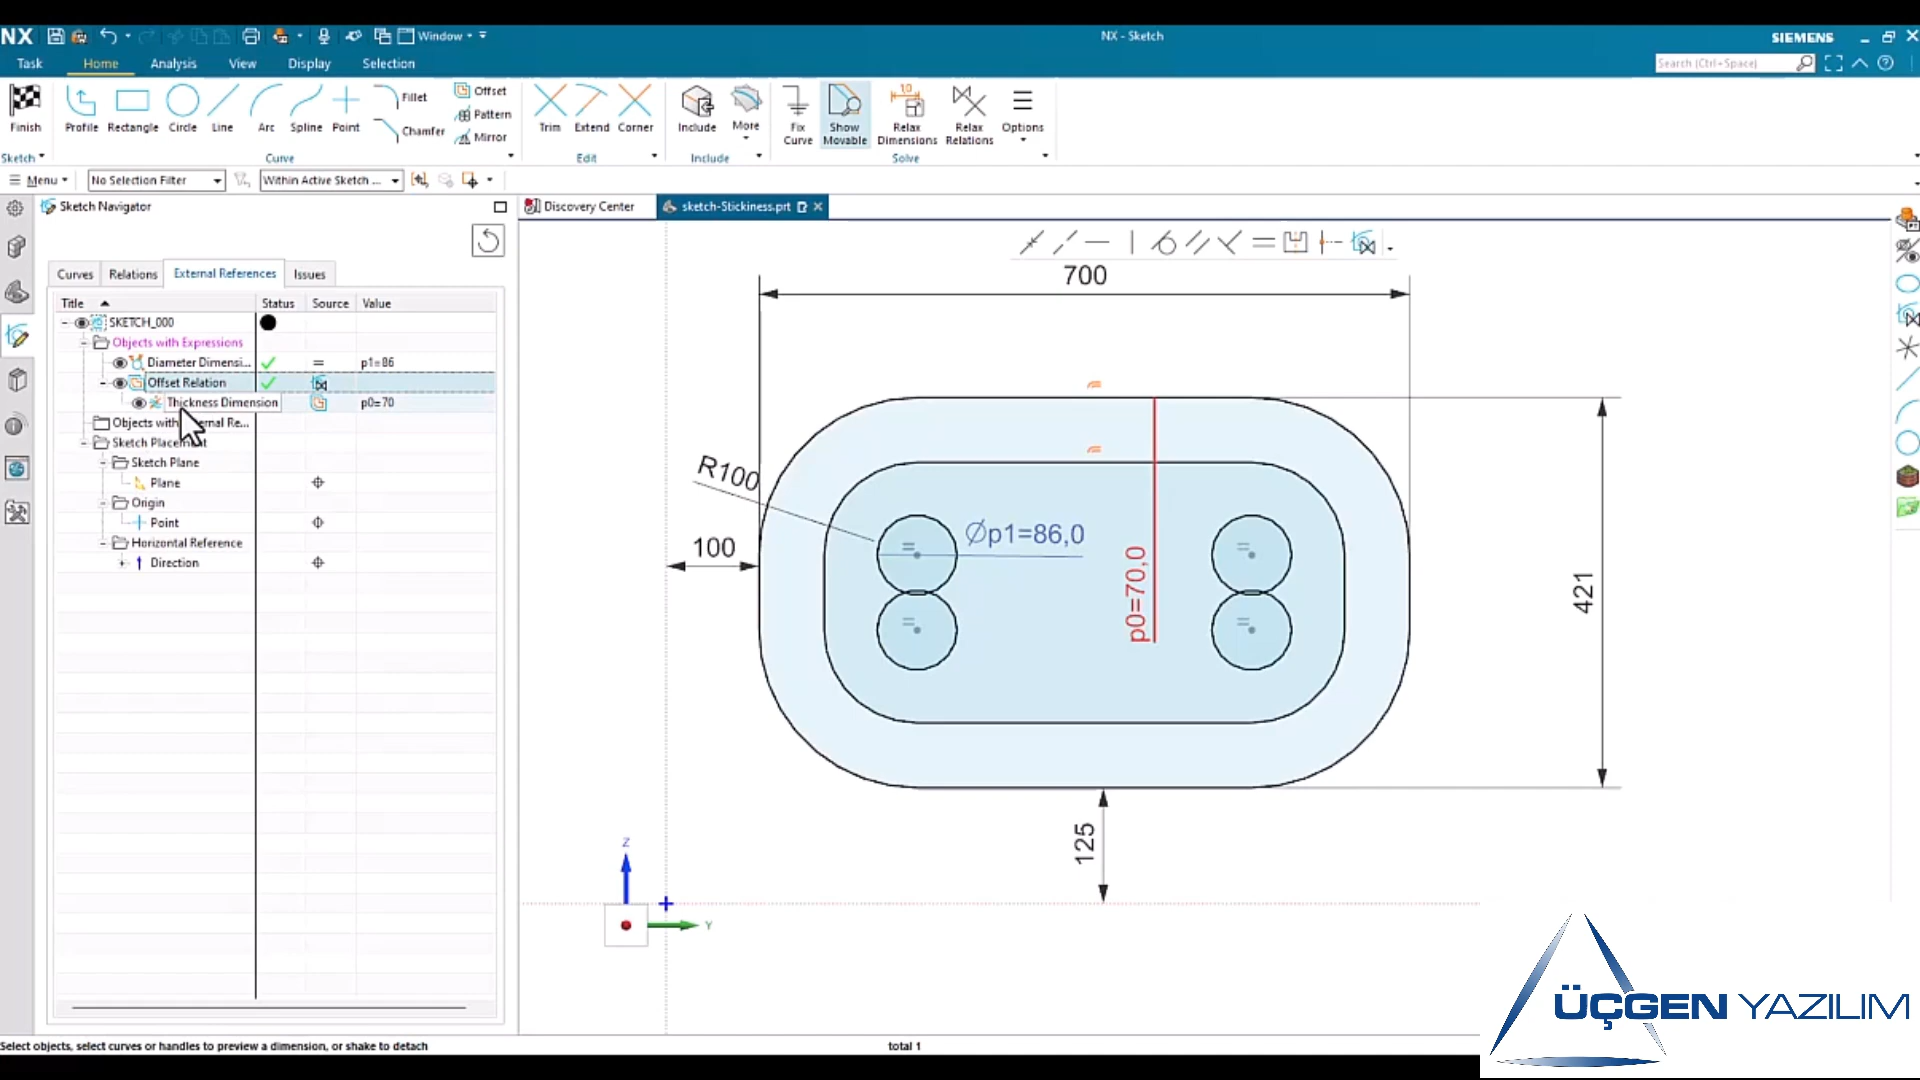 NX
Window
NX - Sketch
SIEMENS
Task
Home
Analysis
View
Display
Selection
Search (Ctrl+Space)
Finish
Profile
Rectangle
Circle
Line
Arc
Spline
Point
Fillet
Chamfer
Offset
Pattern
Mirror
Trim
Extend
Corner
Include
More
Fix
Curve
Show
Movable
Relax
Dimensions
Relax
Relations
Options
Sketch
Curve
Edit
Include
Solve
Menu
No Selection Filter
Within Active Sketch ...
Sketch Navigator
Discovery Center
sketch-Stickiness.prt
Curves
Relations
External References
Issues
Title
Status
Source
Value
SKETCH_000
Objects with Expressions
Diameter Dimensi...
p1=86
Offset Relation
Thickness Dimension
p0=70
Objects with
Re...
Sketch
Sketch Plane
Plane
Origin
Point
Horizontal Reference
Direction
700
R100
100
Øp1=86,0
p0=70,0
421
125
Z
Y
Select objects, select curves or handles to preview a dimension, or shake to detach
total 1
ÜÇGEN YAZILIM